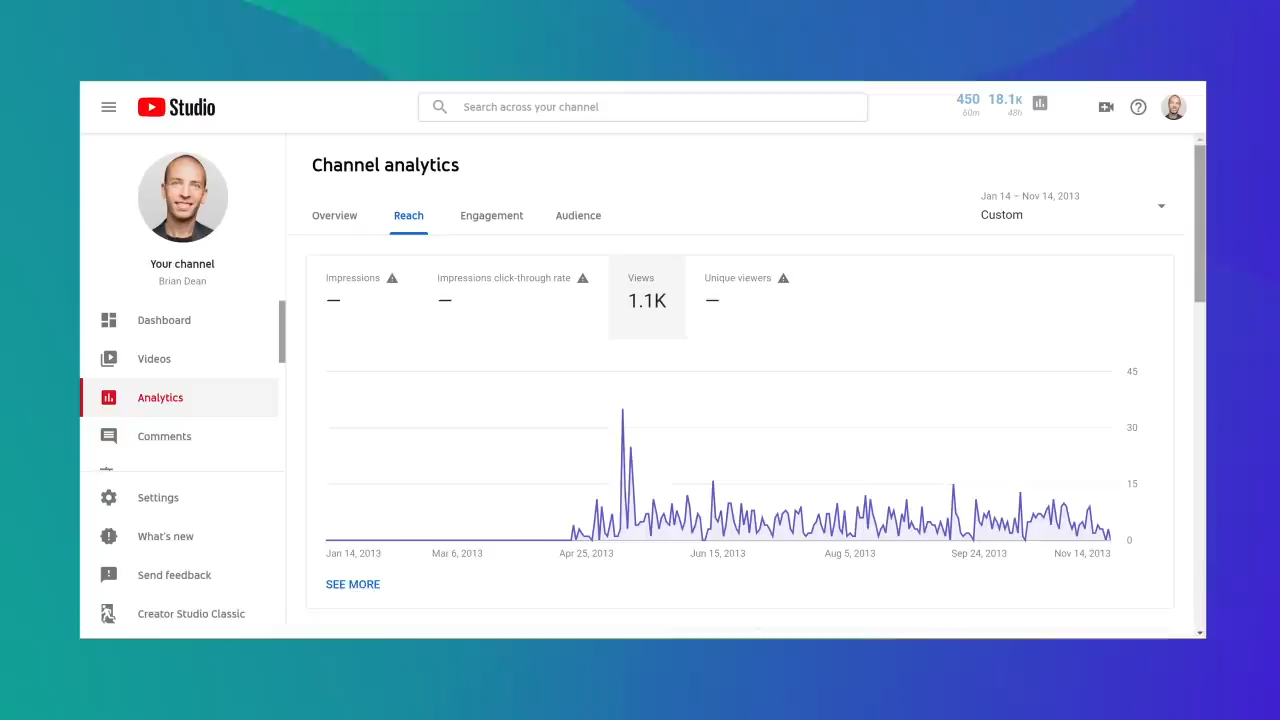 Studio
Search across your channel
450 18.1K
60m 48h
Your channel
Brian Dean
Dashboard
Videos
Analytics
Comments
Settings
What's new
Send feedback
Creator Studio Classic
Channel analytics
Overview Reach Engagement Audience
Jan 14 – Nov 14, 2013
Custom
Impressions Impressions click-through rate Views Unique viewers
— — 1.1K —
45
30
15
0
Jan 14, 2013 Mar 6, 2013 Apr 25, 2013 Jun 15, 2013 Aug 5, 2013 Sep 24, 2013 Nov 14, 2013
SEE MORE